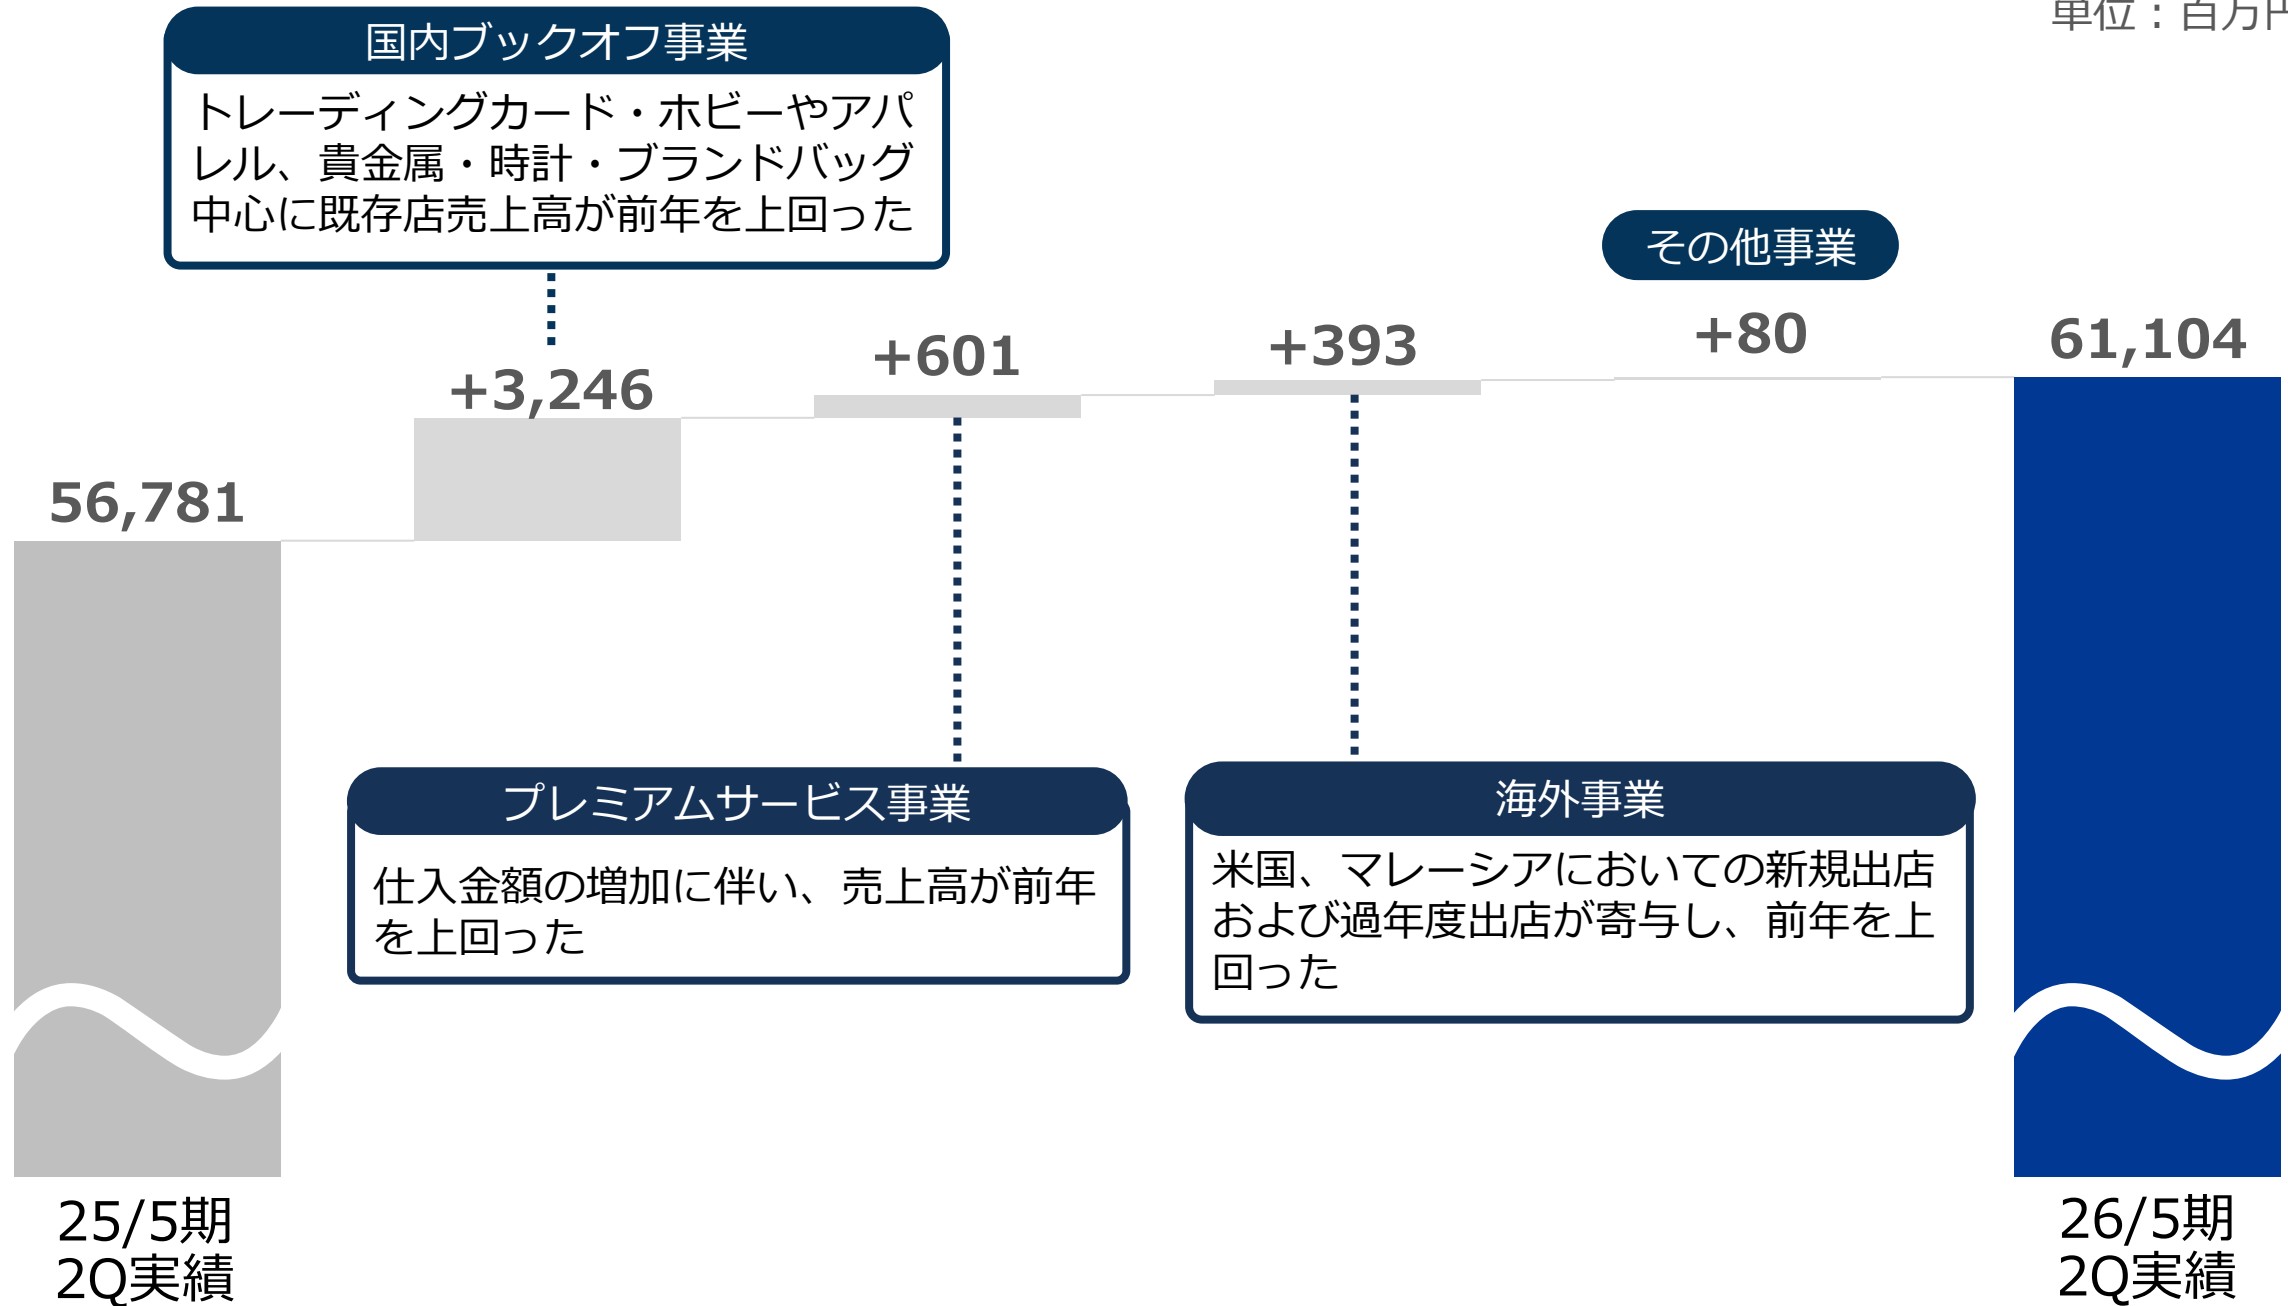 単位：百万円
国内ブックオフ事業
トレーディングカード・ホビーやアパ
レル、貴金属・時計・ブランドバッグ
中心に既存店売上高が前年を上回った
その他事業
56,781
+3,246
+601
+393
+80
61,104
プレミアムサービス事業
仕入金額の増加に伴い、売上高が前年
を上回った
海外事業
米国、マレーシアにおいての新規出店
および過年度出店が寄与し、前年を上
回った
25/5期
2Q実績
26/5期
2Q実績